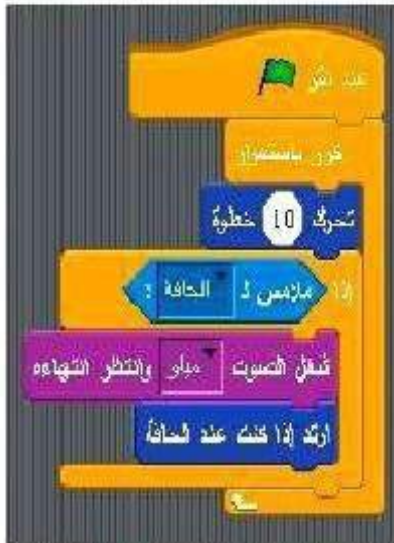 عند نقر
كرر باستمرار
تحرك 10 خطوة
إذا ملامس لـ الحافة ؟
شغل الصوت مياو وانتظر انتهاءه
ارتد إذا كنت عند الحافة